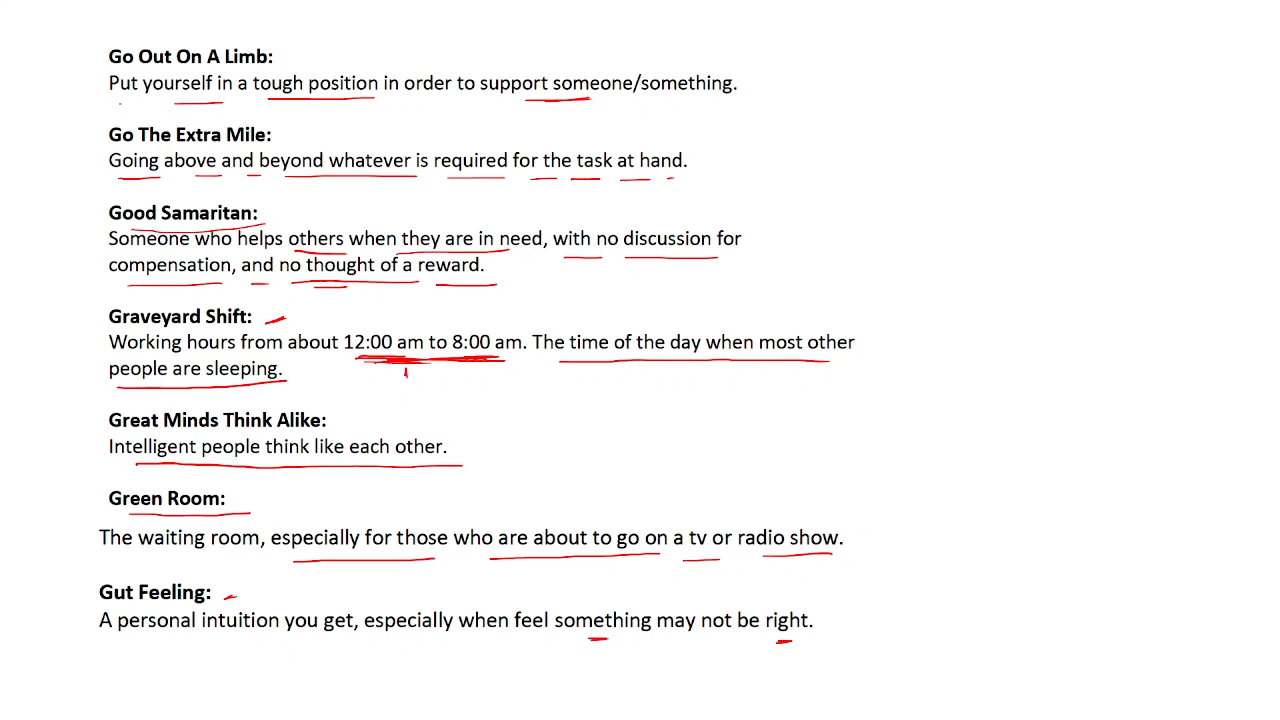 Go Out On A Limb:
Put yourself in a tough position in order to support someone/something.
Go The Extra Mile:
Going above and beyond whatever is required for the task at hand.
Good Samaritan:
Someone who helps others when they are in need, with no discussion for
compensation, and no thought of a reward.
Graveyard Shift:
Working hours from about 12:00 am to 8:00 am. The time of the day when most other
people are sleeping.
Great Minds Think Alike:
Intelligent people think like each other.
Green Room:
The waiting room, especially for those who are about to go on a tv or radio show.
Gut Feeling:
A personal intuition you get, especially when feel something may not be right.